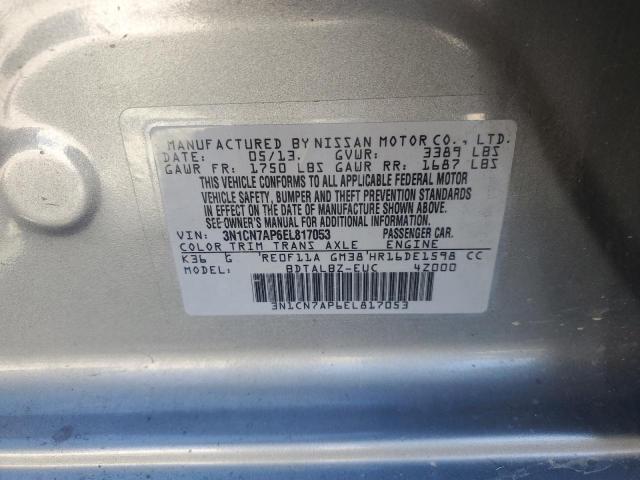 MANUFACTURED BY NISSAN MOTOR CO., LTD.
DATE: 05/13. GVWR: 3389 LBS
GAWR FR: 1750 LBS GAWR RR: 1687 LBS
THIS VEHICLE CONFORMS TO ALL APPLICABLE FEDERAL MOTOR
VEHICLE SAFETY, BUMPER, AND THEFT PREVENTION STANDARDS
IN EFFECT ON THE DATE OF MANUFACTURE SHOWN ABOVE.
SEE OWNER'S MANUAL FOR ADDITIONAL INFORMATION.
VIN: 3N1CN7AP6EL817053 PASSENGER CAR.
COLOR TRIM TRANS AXLE ENGINE
K36 G RE0F11A GM38 HR16DE1598 CC
MODEL: BDTALBZ-EUC 4Z000
3N1CN7AP6EL817053